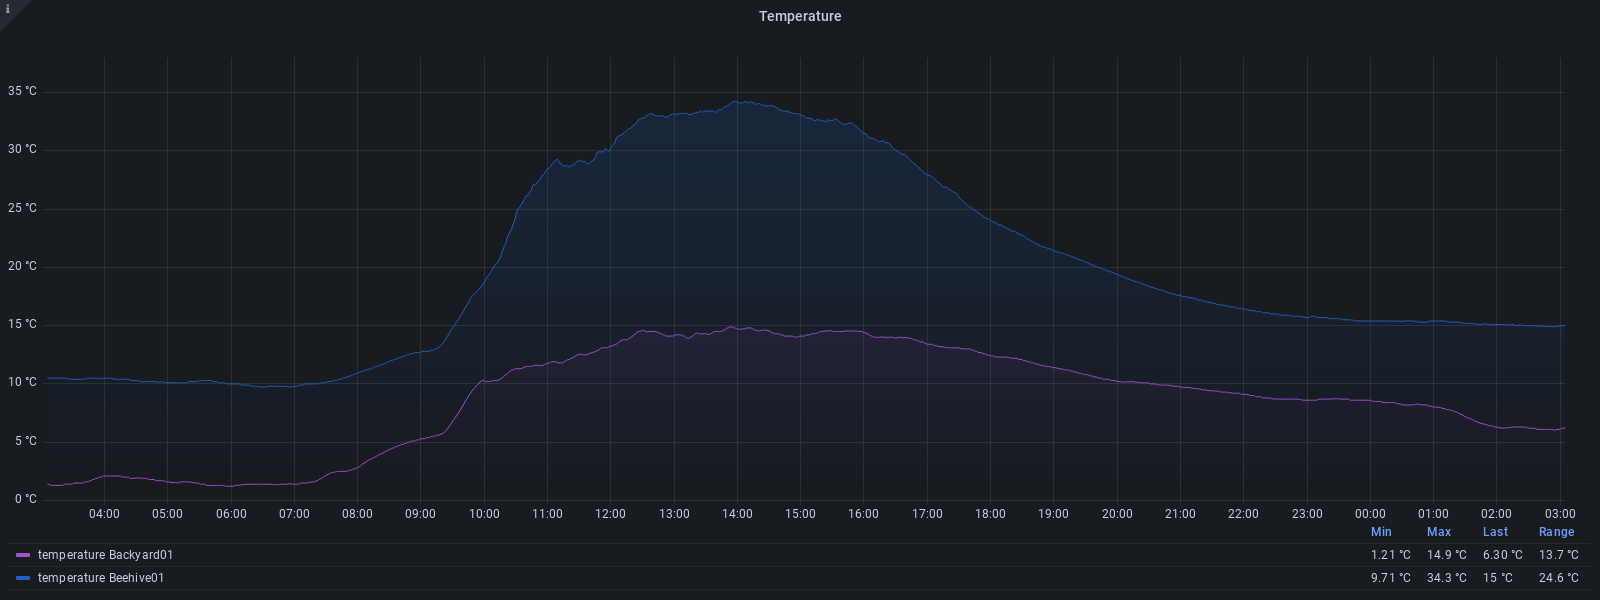 i
Temperature
35 °C
30 °C
25 °C
20 °C
15 °C
10 °C
5 °C
0 °C
04:00 05:00 06:00 07:00 08:00 09:00 10:00 11:00 12:00 13:00 14:00 15:00 16:00 17:00 18:00 19:00 20:00 21:00 22:00 23:00 00:00 01:00 02:00 03:00
Min Max Last Range
temperature Backyard01 1.21 °C 14.9 °C 6.30 °C 13.7 °C
temperature Beehive01 9.71 °C 34.3 °C 15 °C 24.6 °C